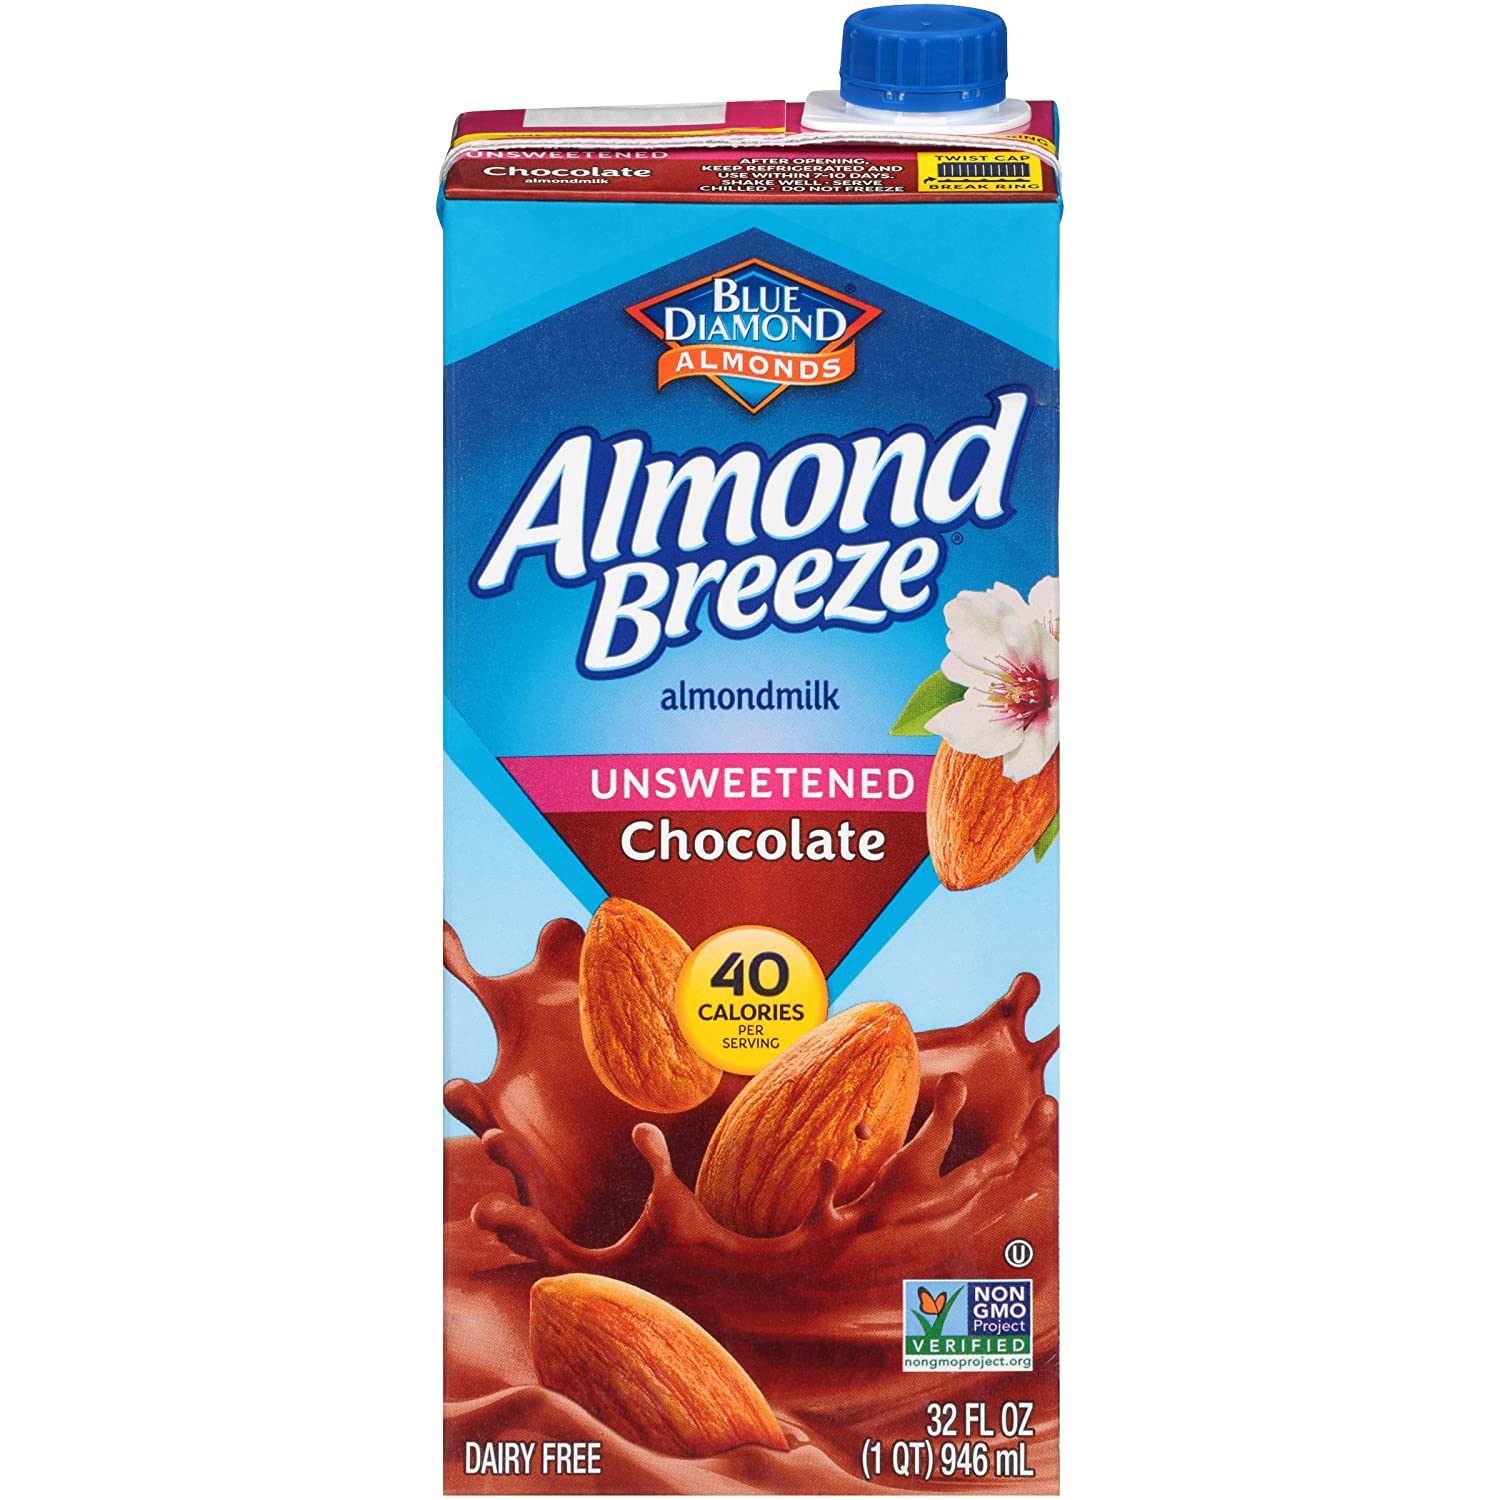 UNSWEETENED
Chocolate
almondmilk
AFTER OPENING,
KEEP REFRIGERATED AND
USE WITHIN 7-10 DAYS.
SHAKE WELL · SERVE
CHILLED · DO NOT FREEZE
TWIST CAP
BREAK RING
BLUE
DIAMOND®
ALMONDS
Almond
Breeze®
almondmilk
UNSWEETENED
Chocolate
40
CALORIES
PER
SERVING
U
NON
GMO
Project
VERIFIED
nongmoproject.org
32 FL OZ
(1 QT) 946 mL
DAIRY FREE